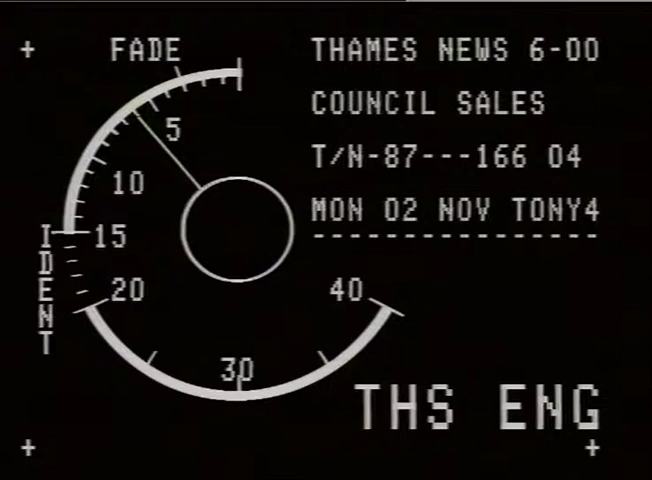 FADE
THAMES NEWS 6-00
COUNCIL SALES
T/N-87---166 04
MON 02 NOV TONY4
----------------
5
10
15
20
30
40
IDENT
THS ENG